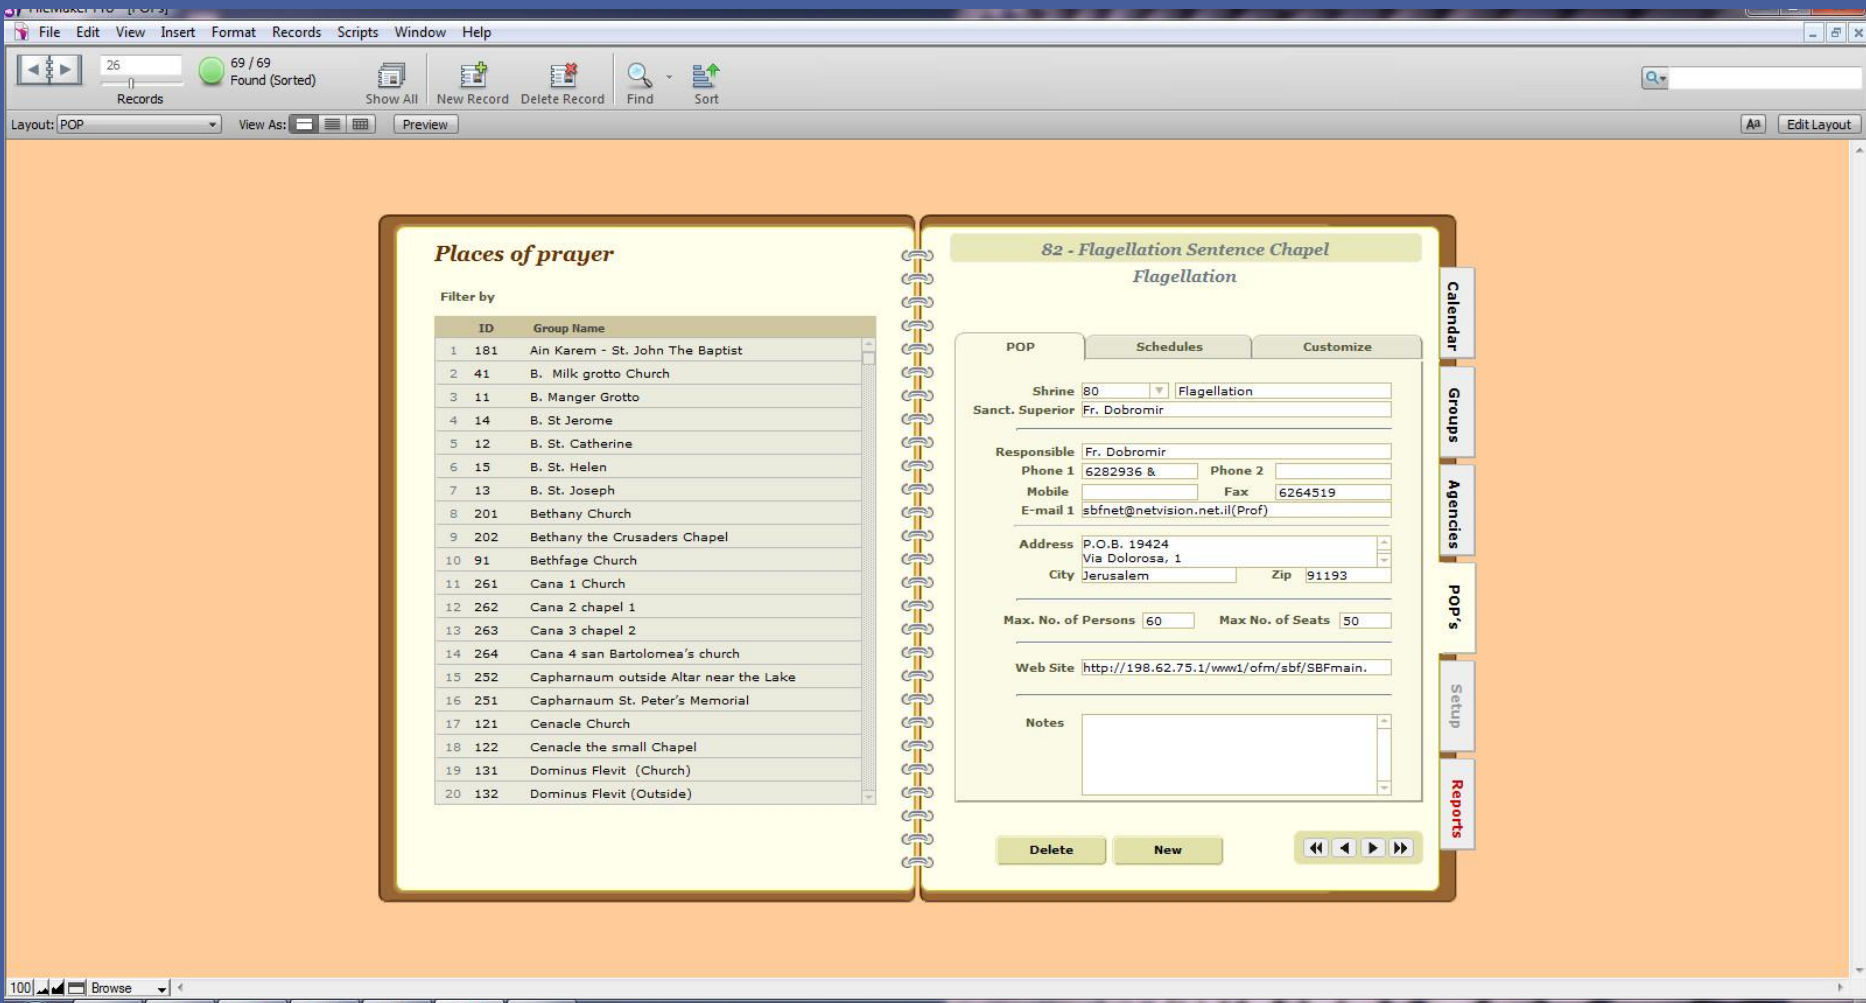 FileMaker Pro - [POPs]
File Edit View Insert Format Records Scripts Window Help
26
Records
69 / 69
Found (Sorted)
Show All
New Record
Delete Record
Find
Sort
Layout: POP
View As:
Preview
Aa
Edit Layout
Places of prayer
Filter by
ID Group Name
1 181 Ain Karem - St. John The Baptist
2 41 B. Milk grotto Church
3 11 B. Manger Grotto
4 14 B. St Jerome
5 12 B. St. Catherine
6 15 B. St. Helen
7 13 B. St. Joseph
8 201 Bethany Church
9 202 Bethany the Crusaders Chapel
10 91 Bethfage Church
11 261 Cana 1 Church
12 262 Cana 2 chapel 1
13 263 Cana 3 chapel 2
14 264 Cana 4 san Bartolomea's church
15 252 Capharnaum outside Altar near the Lake
16 251 Capharnaum St. Peter's Memorial
17 121 Cenacle Church
18 122 Cenacle the small Chapel
19 131 Dominus Flevit (Church)
20 132 Dominus Flevit (Outside)
82 - Flagellation Sentence Chapel
Flagellation
POP Schedules Customize
Shrine 80 Flagellation
Sanct. Superior Fr. Dobromir
Responsible Fr. Dobromir
Phone 1 6282936 & Phone 2
Mobile Fax 6264519
E-mail 1 sbfnet@netvision.net.il(Prof)
Address P.O.B. 19424
Via Dolorosa, 1
City Jerusalem Zip 91193
Max. No. of Persons 60 Max No. of Seats 50
Web Site http://198.62.75.1/www1/ofm/sbf/SBFmain.
Notes
Delete
New
Calendar
Groups
Agencies
POP's
Setup
Reports
100 Browse